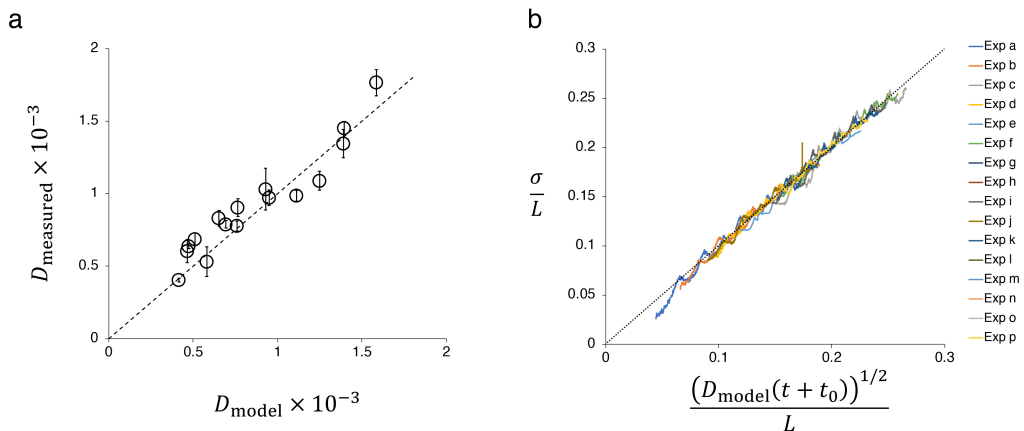 a
2
1.5
1
0.5
0
0
0.5
1
1.5
2
D_measured × 10⁻³
D_model × 10⁻³
b
0.3
0.25
0.2
0.15
0.1
0.05
0
0
0.1
0.2
0.3
σ
L
(D_model(t + t₀))^1/2
L
Exp a
Exp b
Exp c
Exp d
Exp e
Exp f
Exp g
Exp h
Exp i
Exp j
Exp k
Exp l
Exp m
Exp n
Exp o
Exp p